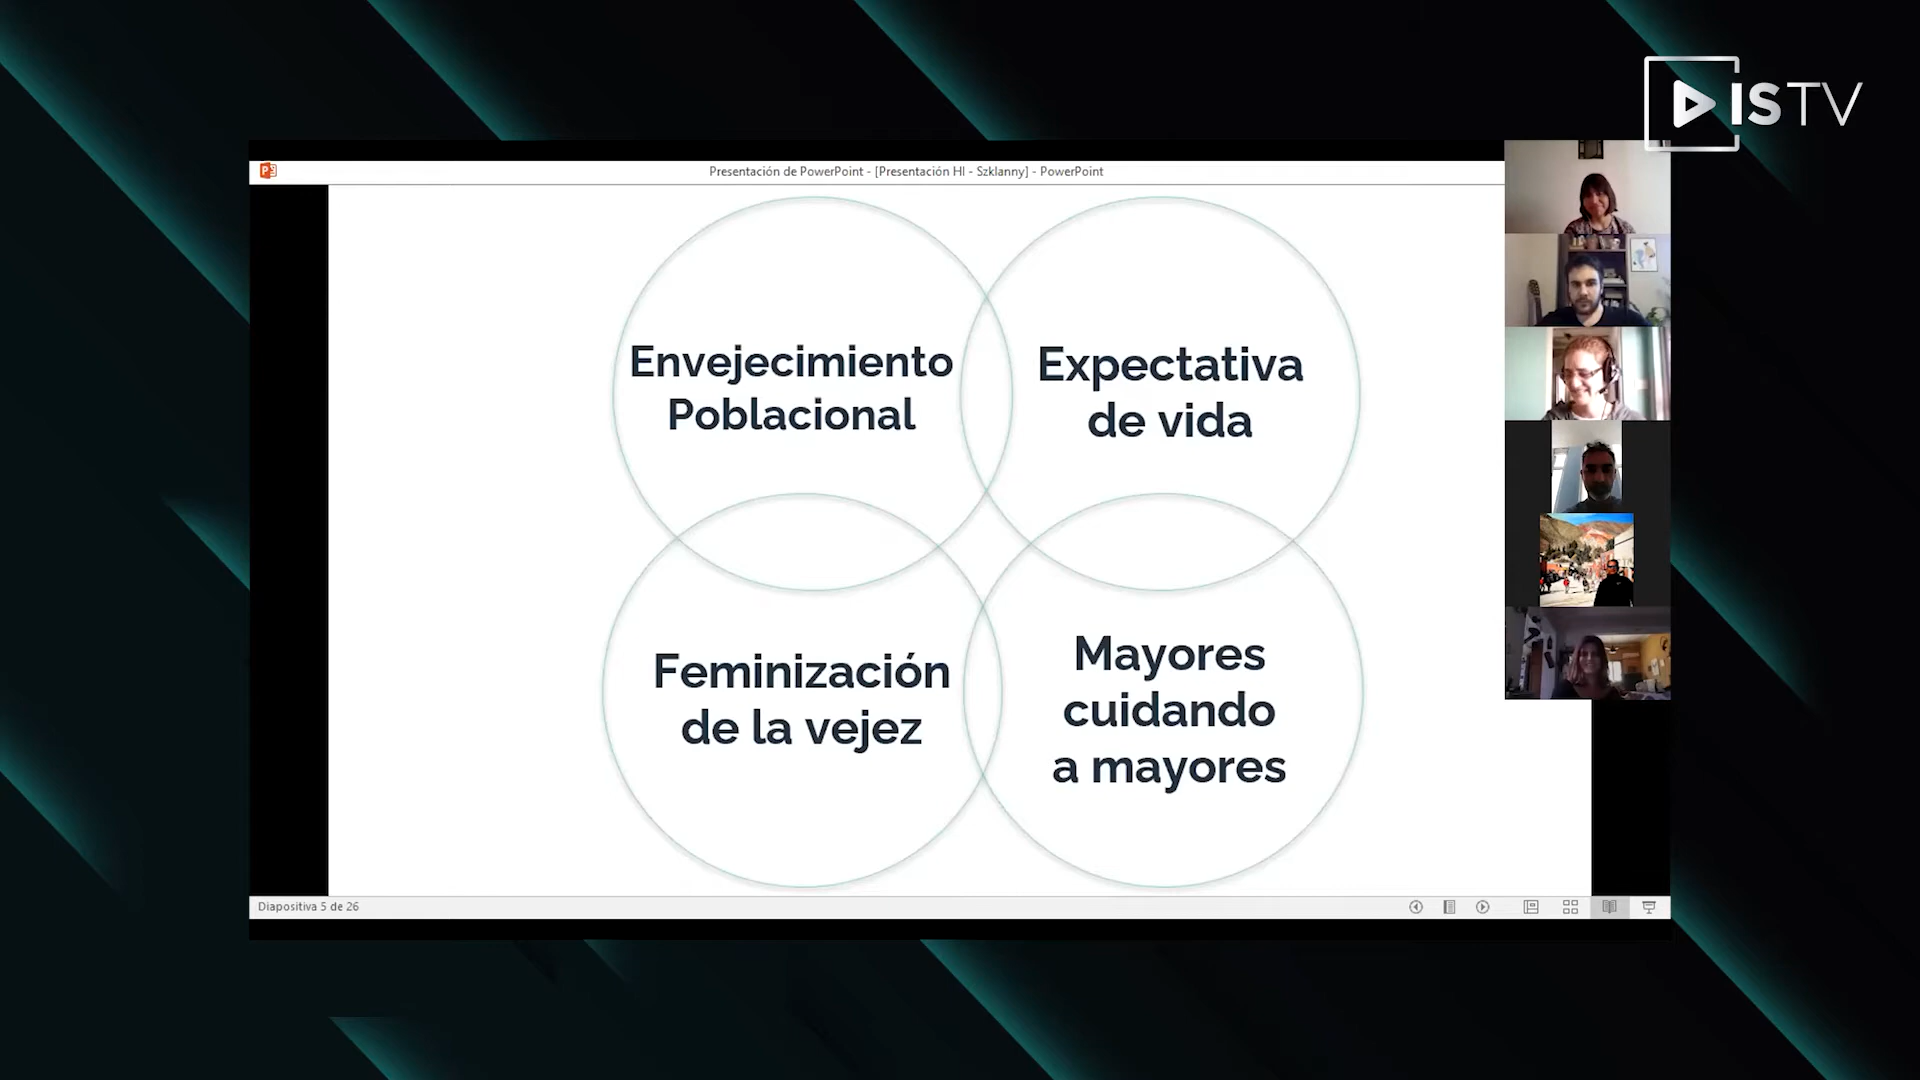 ISTV
Presentación de PowerPoint - [Presentación HI - Szklanny] - PowerPoint
Envejecimiento
Poblacional
Expectativa
de vida
Feminización
de la vejez
Mayores
cuidando
a mayores
Diapositiva 5 de 26